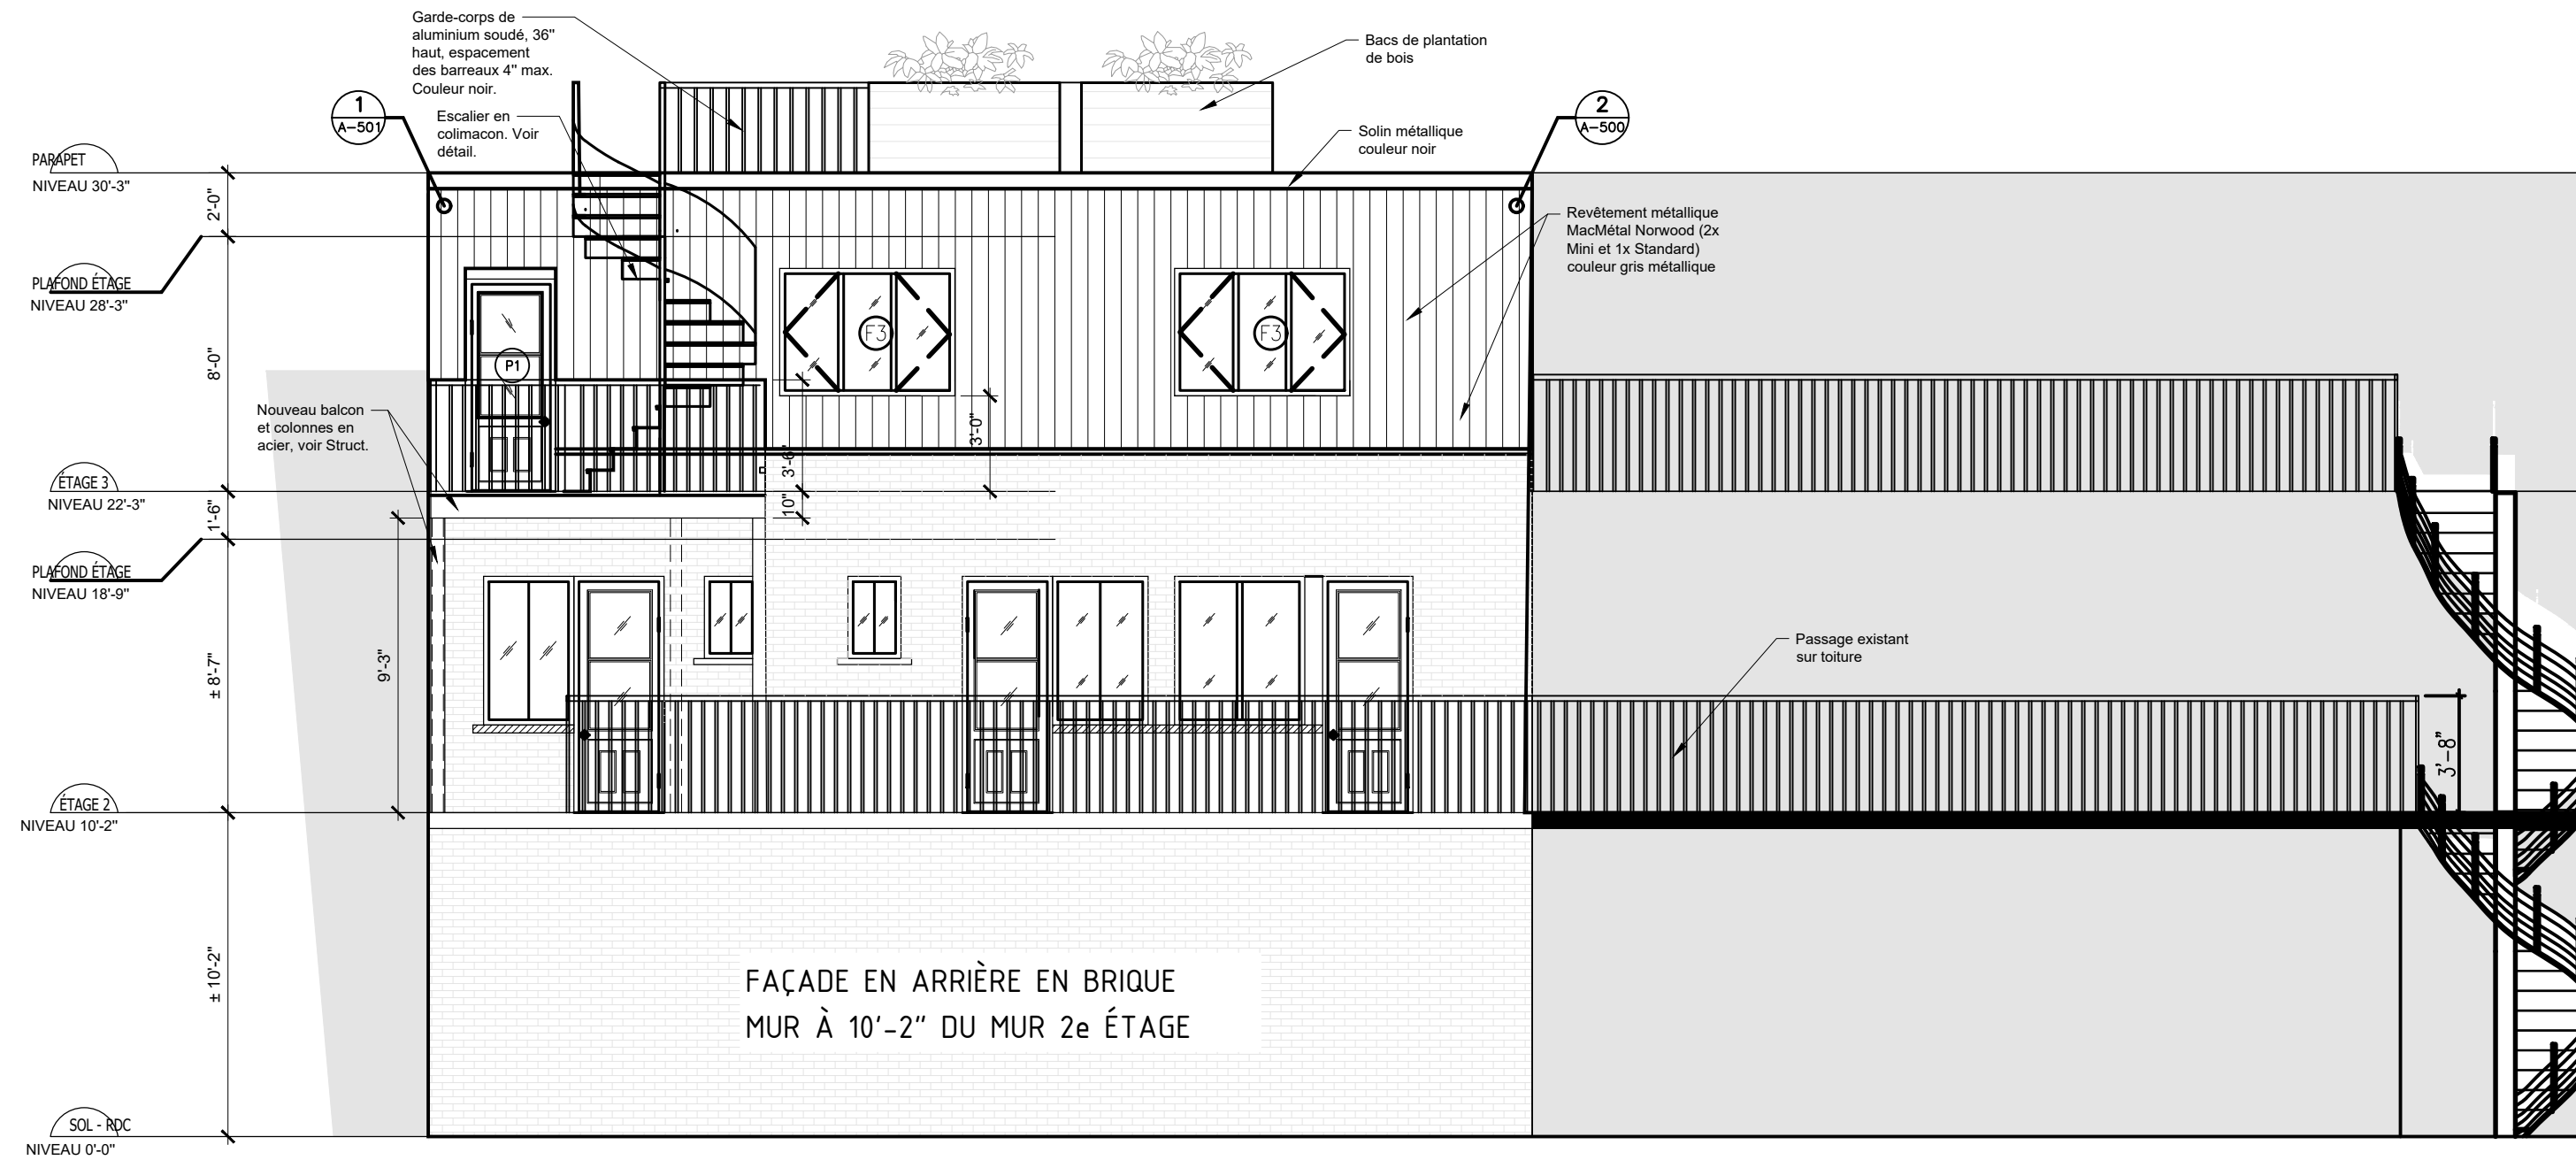 Garde-corps de
aluminium soudé, 36"
haut, espacement
des barreaux 4" max.
Couleur noir.
Escalier en
colimacon. Voir
détail.
Bacs de plantation
de bois
Solin métallique
couleur noir
1
A-501
2
A-500
Revêtement métallique
MacMétal Norwood (2x
Mini et 1x Standard)
couleur gris métallique
PARAPET
NIVEAU 30'-3"
2'-0"
PLAFOND ÉTAGE
NIVEAU 28'-3"
8'-0"
P1
F3
F3
Nouveau balcon
et colonnes en
acier, voir Struct.
3'-0"
3'-6"
10"
ÉTAGE 3
NIVEAU 22'-3"
1'-6"
PLAFOND ÉTAGE
NIVEAU 18'-9"
± 8'-7"
9'-3"
Passage existant
sur toiture
3'-8"
ÉTAGE 2
NIVEAU 10'-2"
± 10'-2"
FAÇADE EN ARRIÈRE EN BRIQUE
MUR À 10'-2" DU MUR 2e ÉTAGE
SOL - RDC
NIVEAU 0'-0"